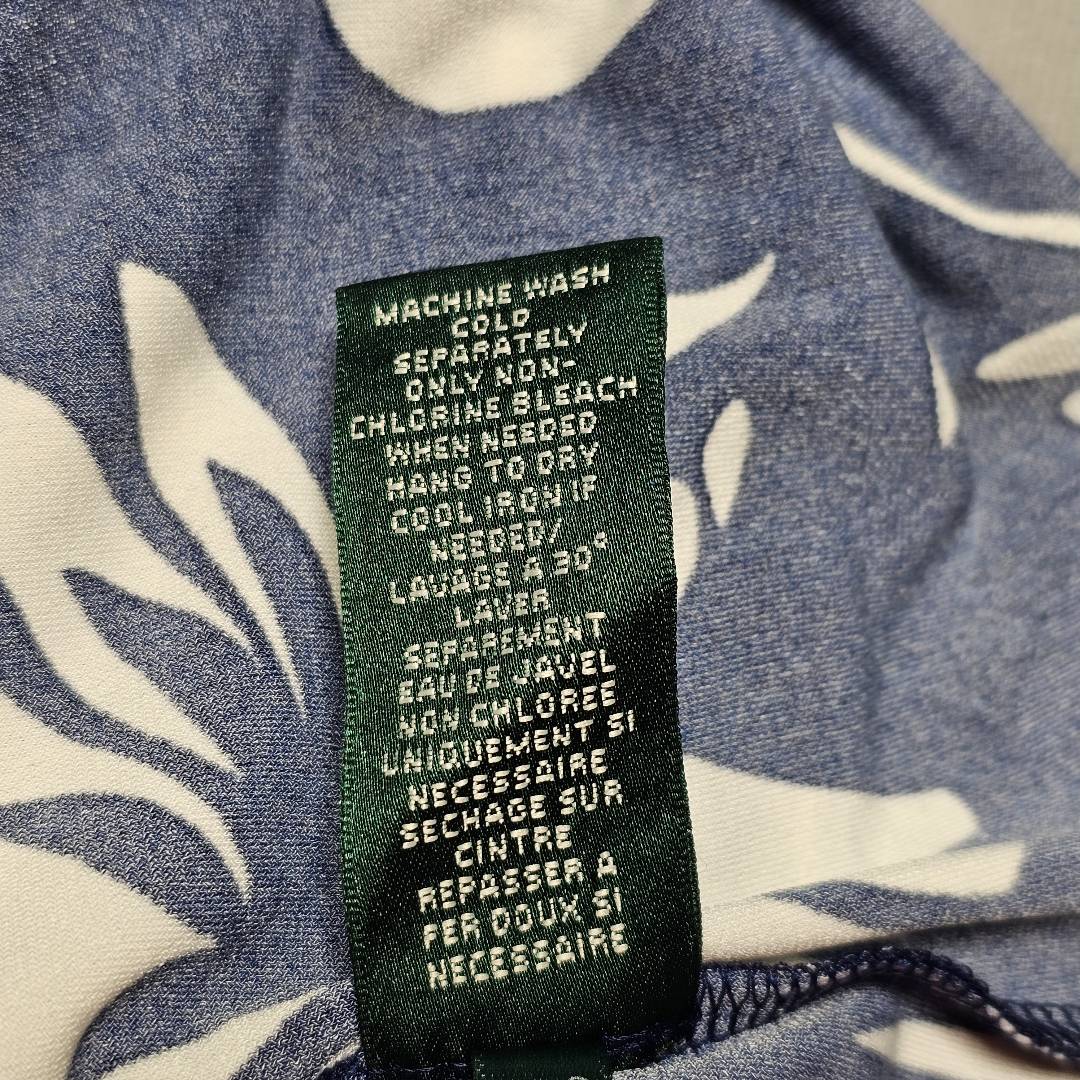 MACHINE WASH
COLD
SEPARATELY
ONLY NON-
CHLORINE BLEACH
WHEN NEEDED
HANG TO DRY
COOL IRON IF
NEEDED/
LAVAGE A 30°
LAVER
SEPAREMENT
EAU DE JAVEL
NON CHLOREE
UNIQUEMENT SI
NECESSAIRE
SECHAGE SUR
CINTRE
REPASSER A
FER DOUX SI
NECESSAIRE